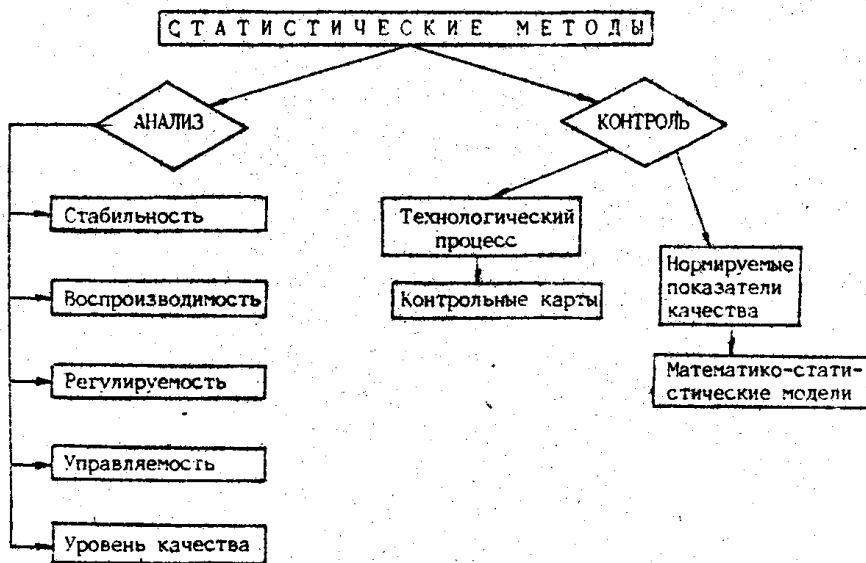 СТАТИСТИЧЕСКИЕ МЕТОДЫ
АНАЛИЗ
КОНТРОЛЬ
Стабильность
Воспроизводимость
Регулируемость
Управляемость
Уровень качества
Технологический
процесс
Контрольные карты
Нормируемые
показатели
качества
Математико-стати-
стические модели